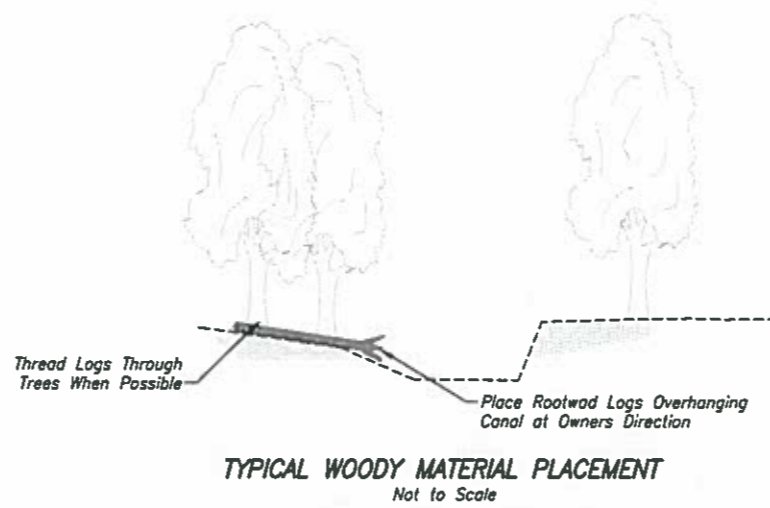 Thread Logs Through
Trees When Possible
Place Rootwad Logs Overhanging
Canal at Owners Direction
TYPICAL WOODY MATERIAL PLACEMENT
Not to Scale